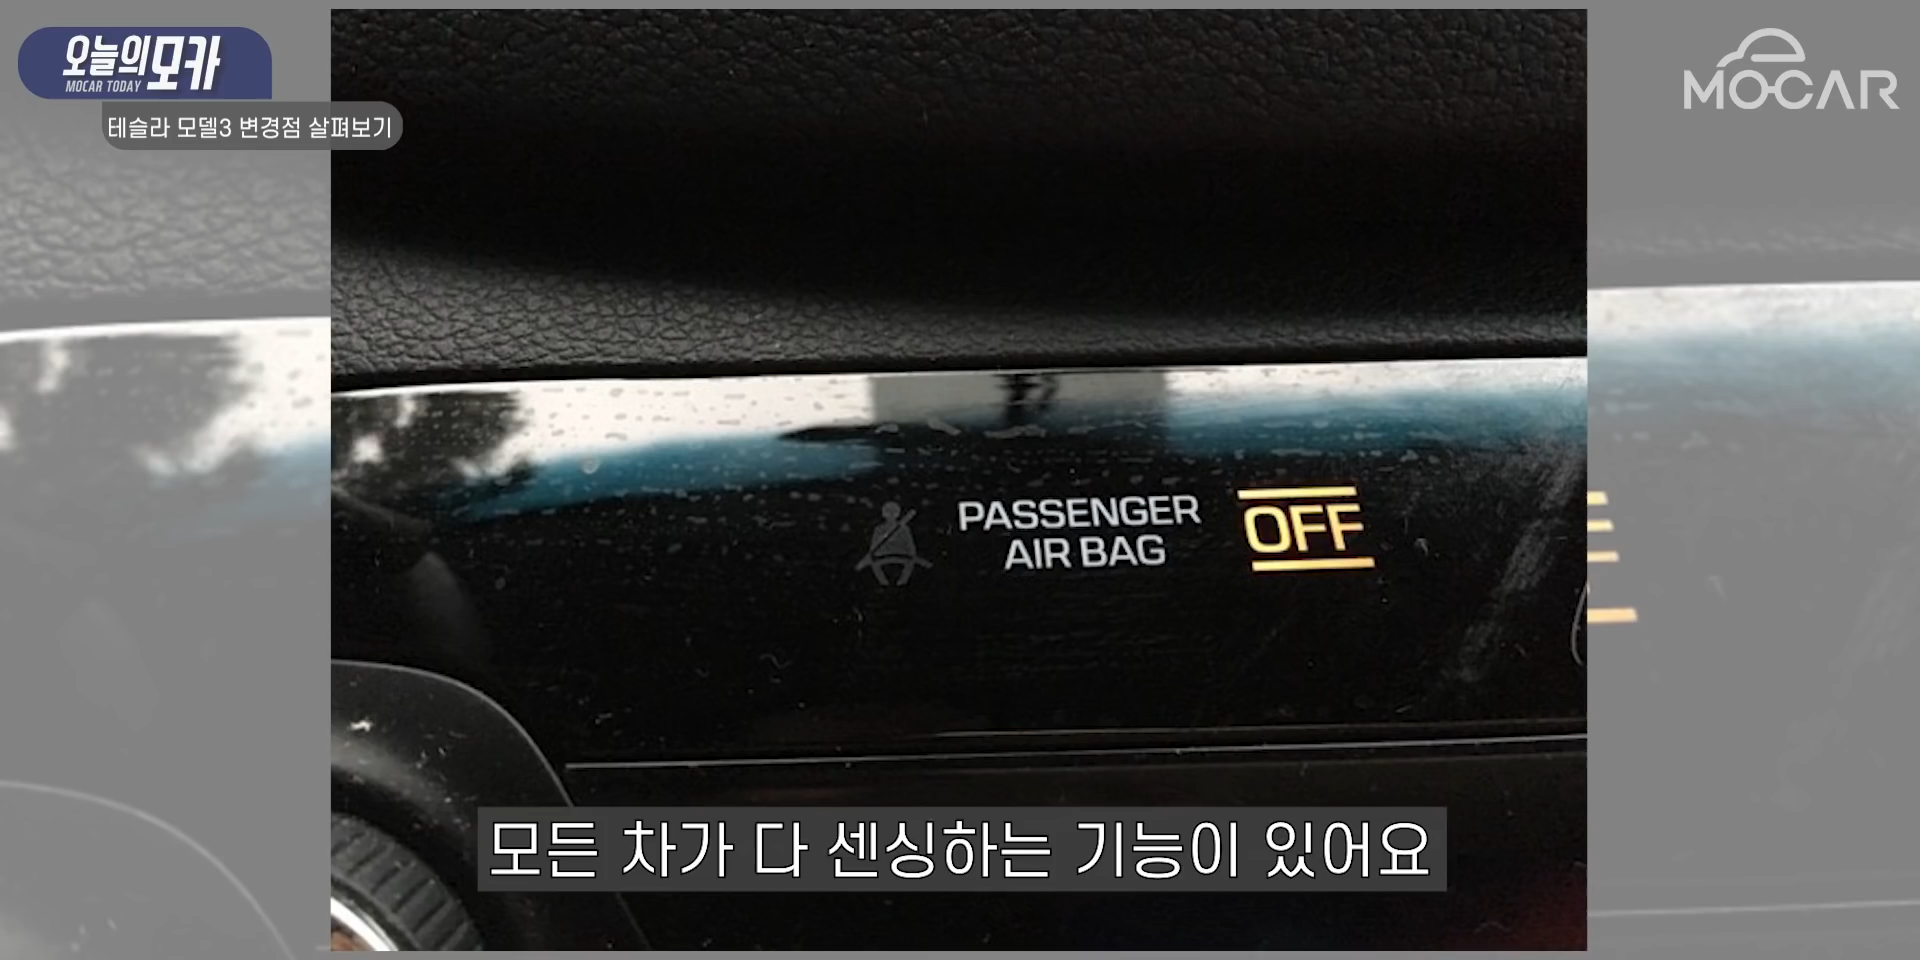 오늘의모카
MOCAR TODAY
테슬라 모델3 변경점 살펴보기
MOCAR
PASSENGER
AIR BAG
OFF
모든 차가 다 센싱하는 기능이 있어요